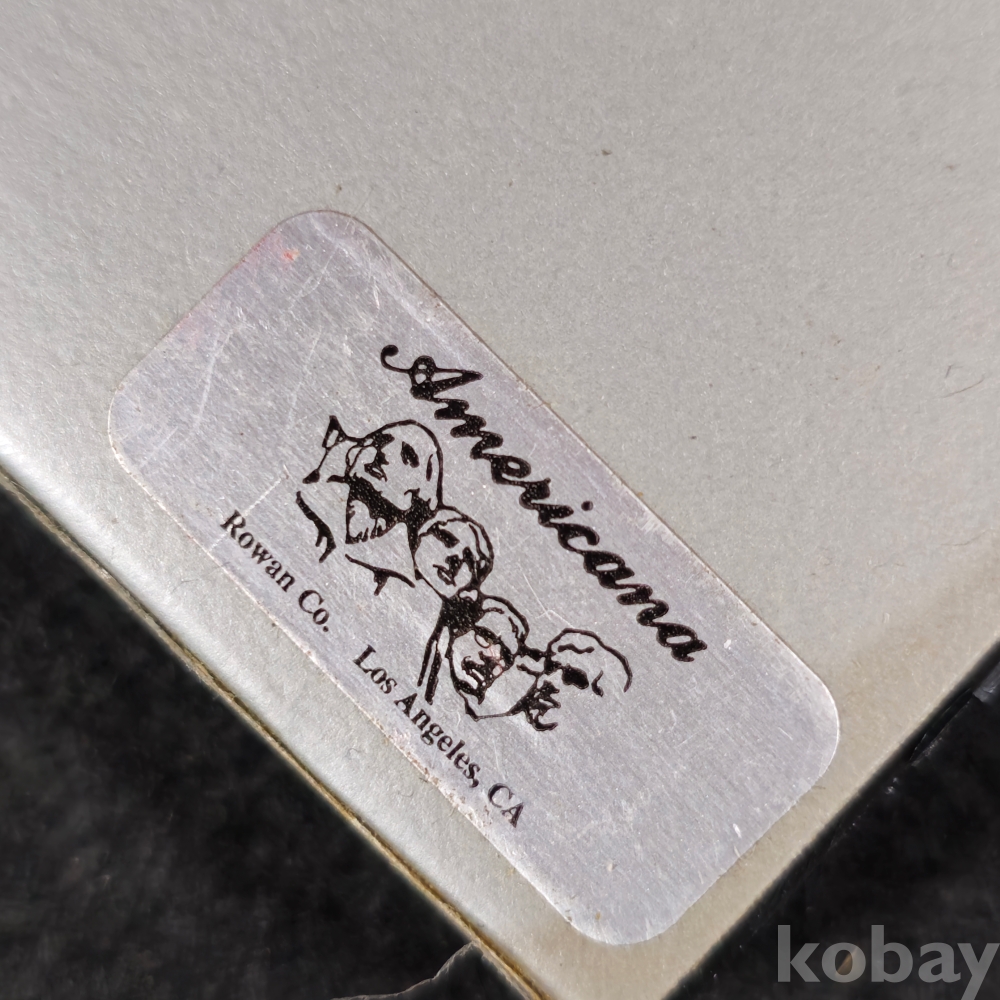 Americana
Rowan Co. Los Angeles, CA
kobay